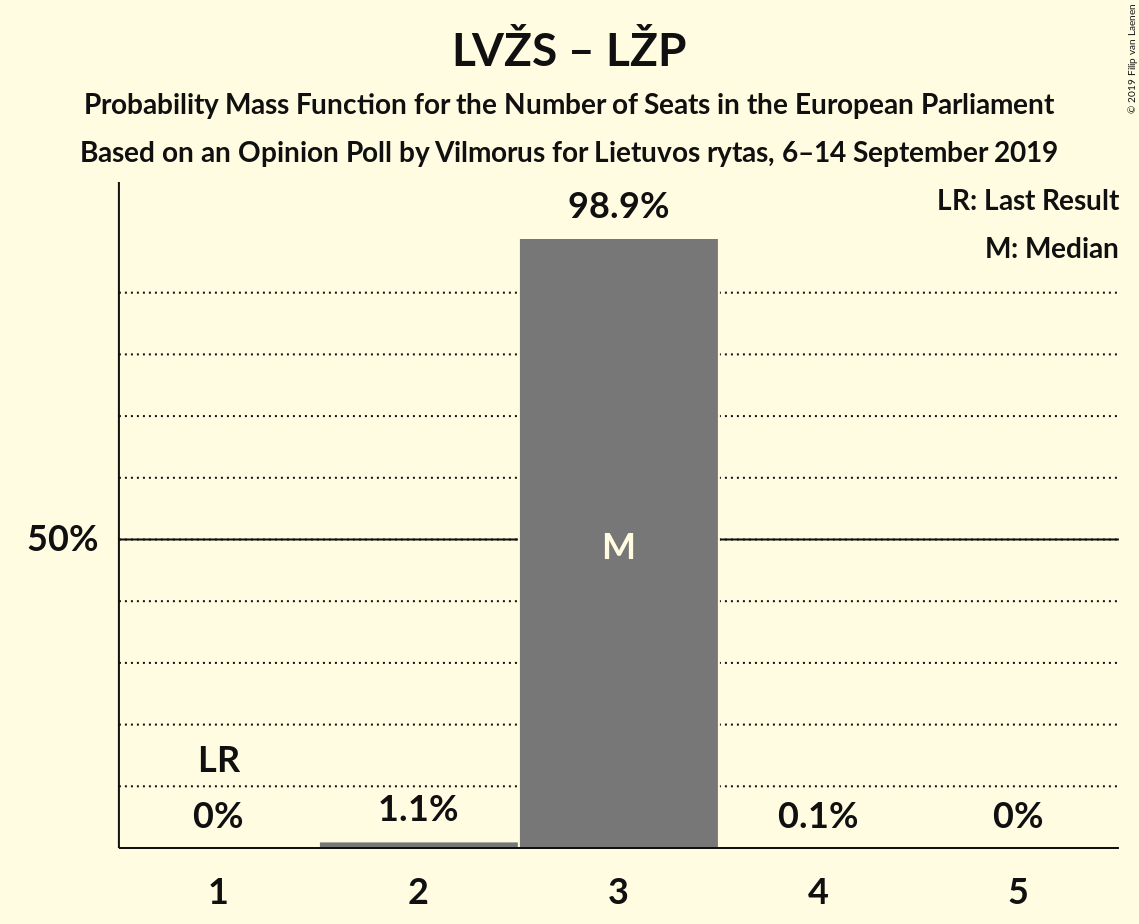 LVŽS – LŽP
Probability Mass Function for the Number of Seats in the European Parliament
Based on an Opinion Poll by Vilmorus for Lietuvos rytas, 6–14 September 2019
© 2019 Filip van Laenen
LR: Last Result
M: Median
98.9%
50%
M
LR
0%
1.1%
0.1%
0%
1
2
3
4
5